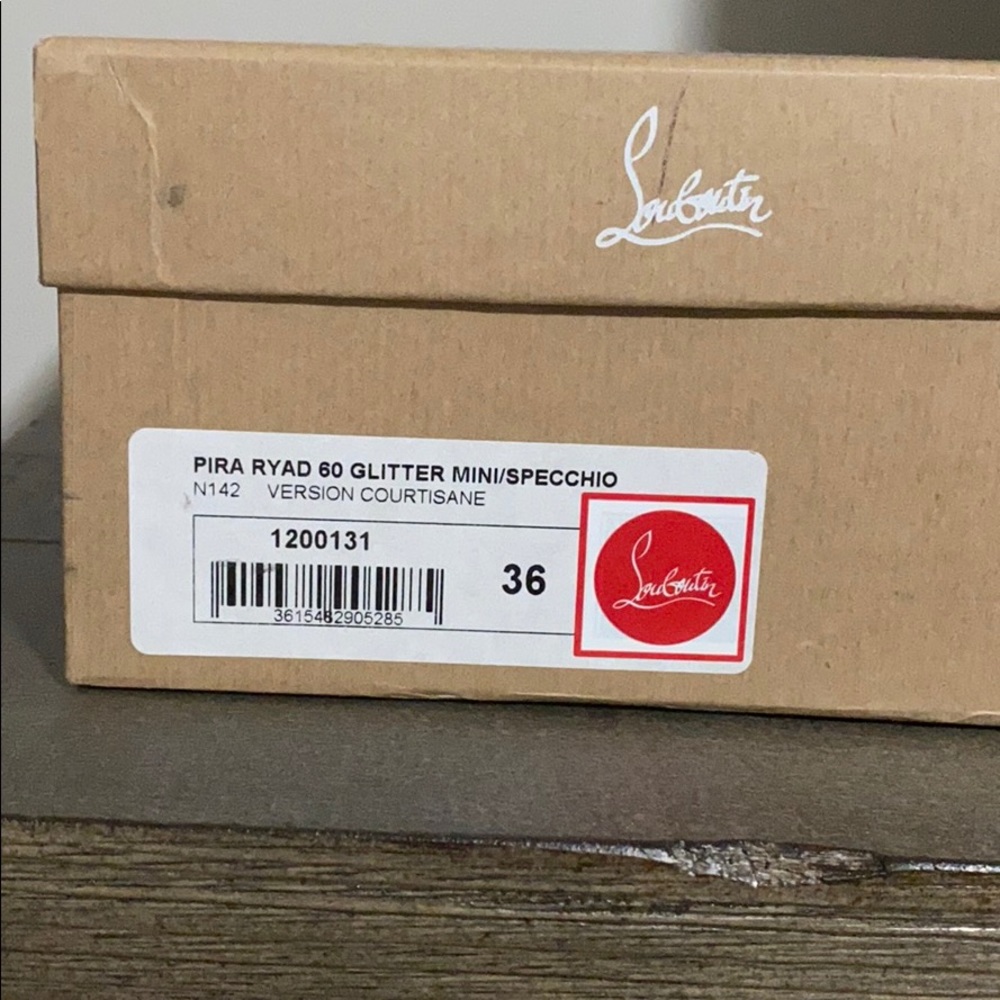 Louboutin
PIRA RYAD 60 GLITTER MINI/SPECCHIO
N142 VERSION COURTISANE
1200131
36
3615482905285
Louboutin